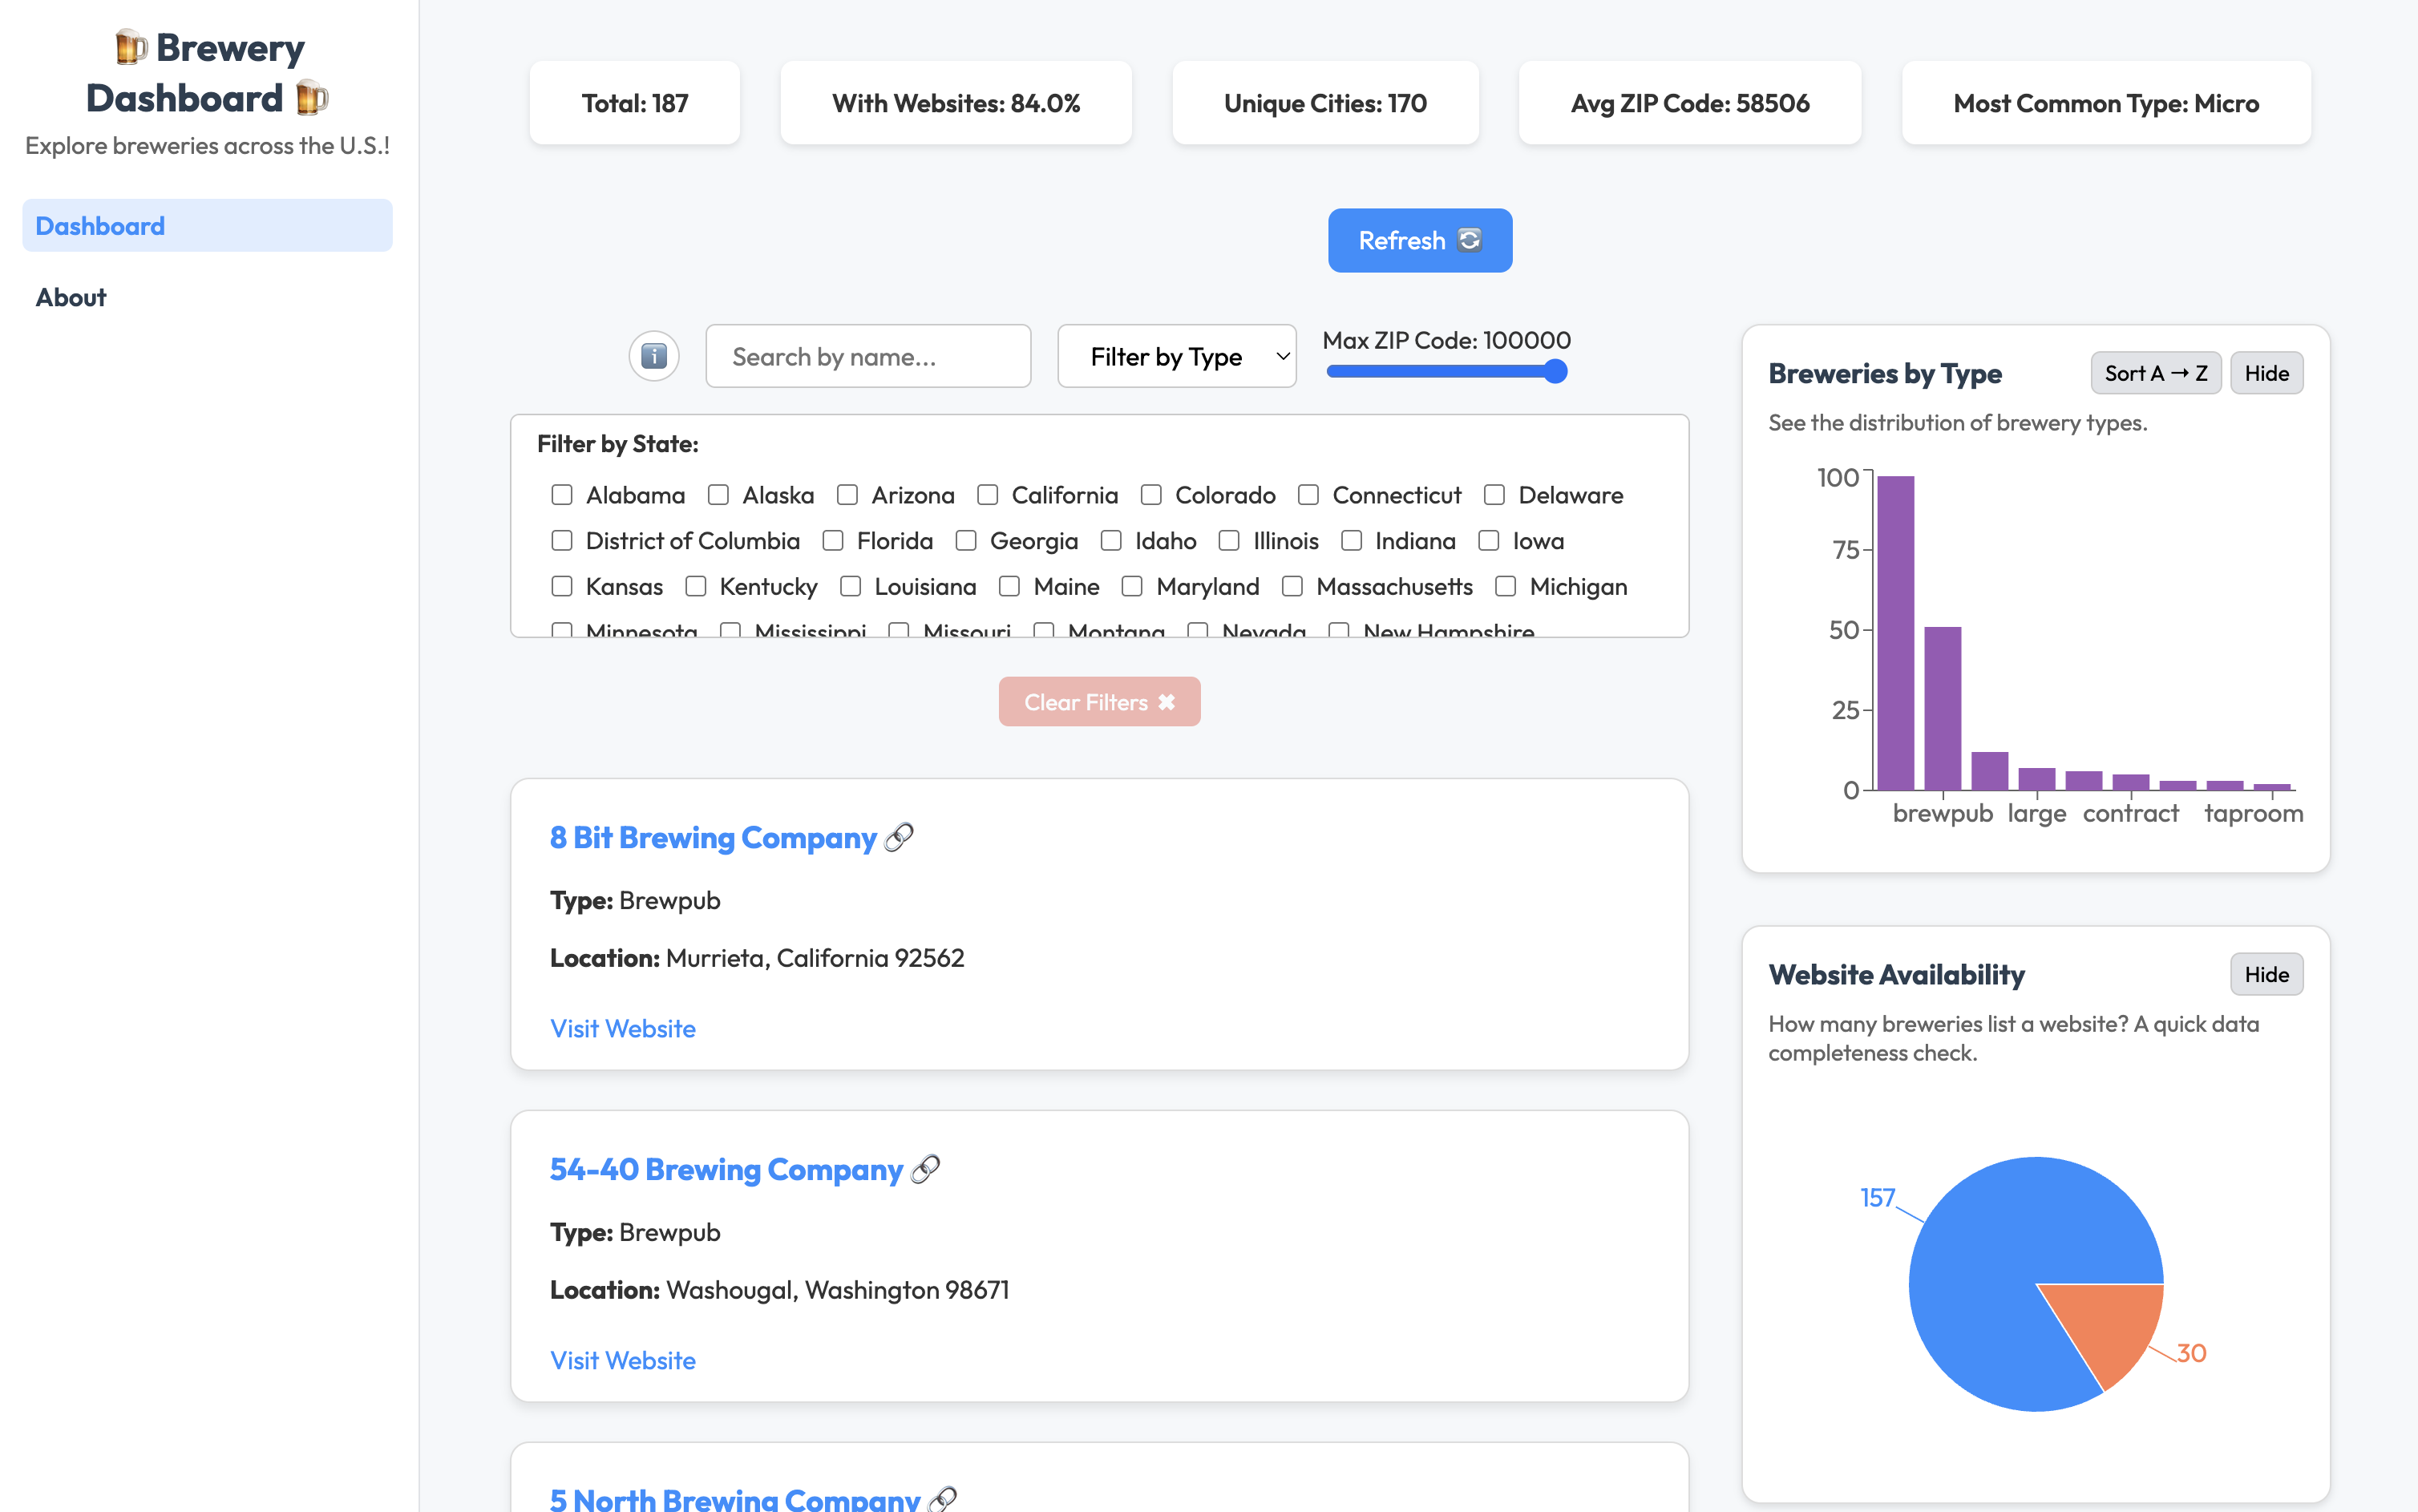 🍺 Brewery
Dashboard 🍺
Explore breweries across the U.S.!
Dashboard
About
Total: 187
With Websites: 84.0%
Unique Cities: 170
Avg ZIP Code: 58506
Most Common Type: Micro
Refresh 🔄
ℹ️
Search by name...
Filter by Type
Max ZIP Code: 100000
Filter by State:
Alabama Alaska Arizona California Colorado Connecticut Delaware
District of Columbia Florida Georgia Idaho Illinois Indiana Iowa
Kansas Kentucky Louisiana Maine Maryland Massachusetts Michigan
Minnesota Mississippi Missouri Montana Nevada New Hampshire
Clear Filters ✖
8 Bit Brewing Company 🔗
Type: Brewpub
Location: Murrieta, California 92562
Visit Website
54-40 Brewing Company 🔗
Type: Brewpub
Location: Washougal, Washington 98671
Visit Website
5 North Brewing Company 🔗
Breweries by Type
Sort A → Z
Hide
See the distribution of brewery types.
100
75
50
25
0
brewpub large contract taproom
Website Availability
Hide
How many breweries list a website? A quick data
completeness check.
157
30